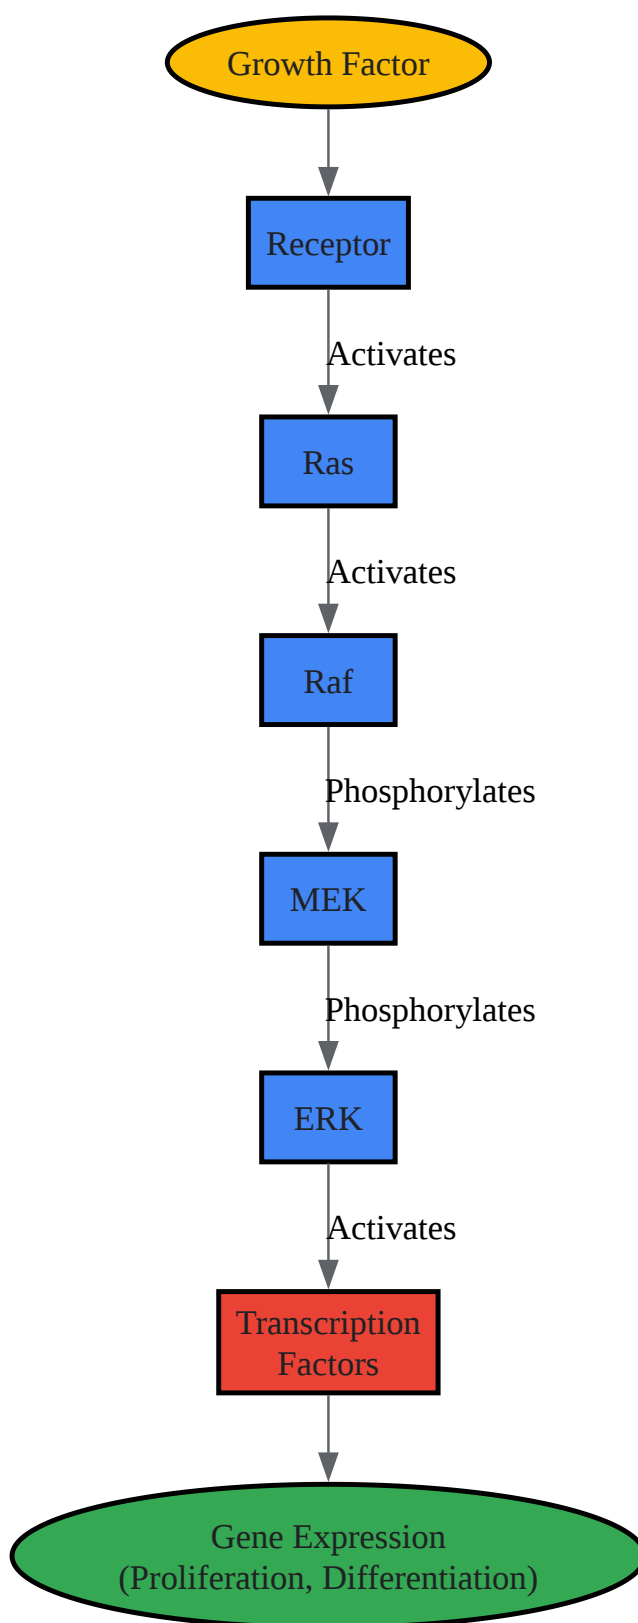 Growth Factor
Receptor
Activates
Ras
Activates
Raf
Phosphorylates
MEK
Phosphorylates
ERK
Activates
Transcription
Factors
Gene Expression
(Proliferation, Differentiation)